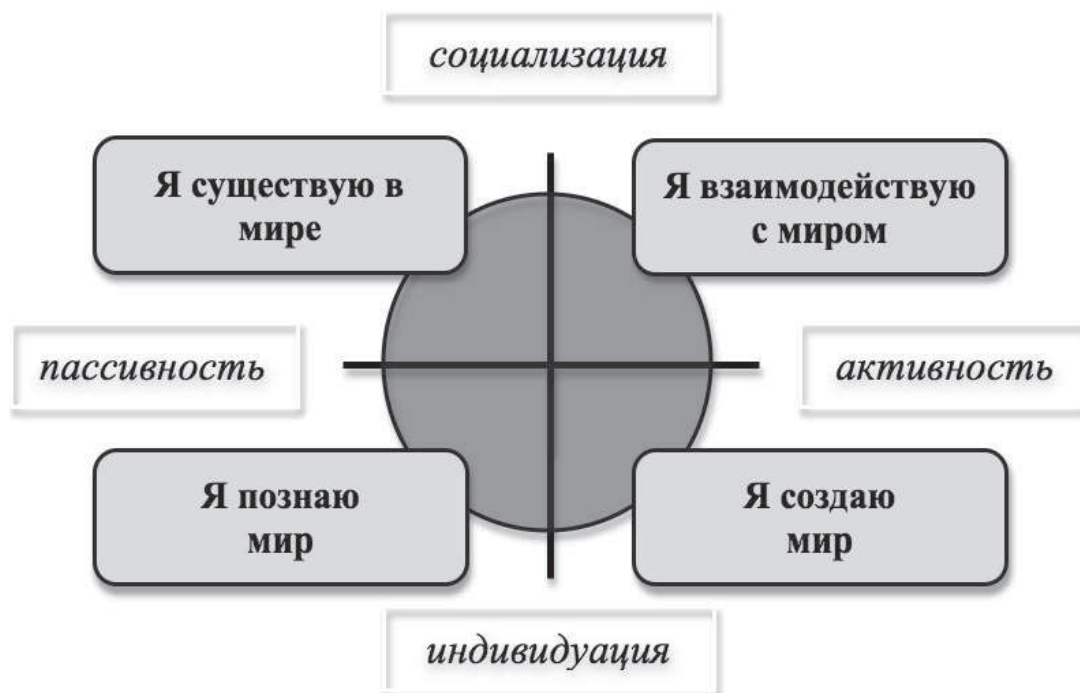 социализация
Я существую в
мире
Я взаимодействую
с миром
пассивность
активность
Я познаю
мир
Я создаю
мир
индивидуация